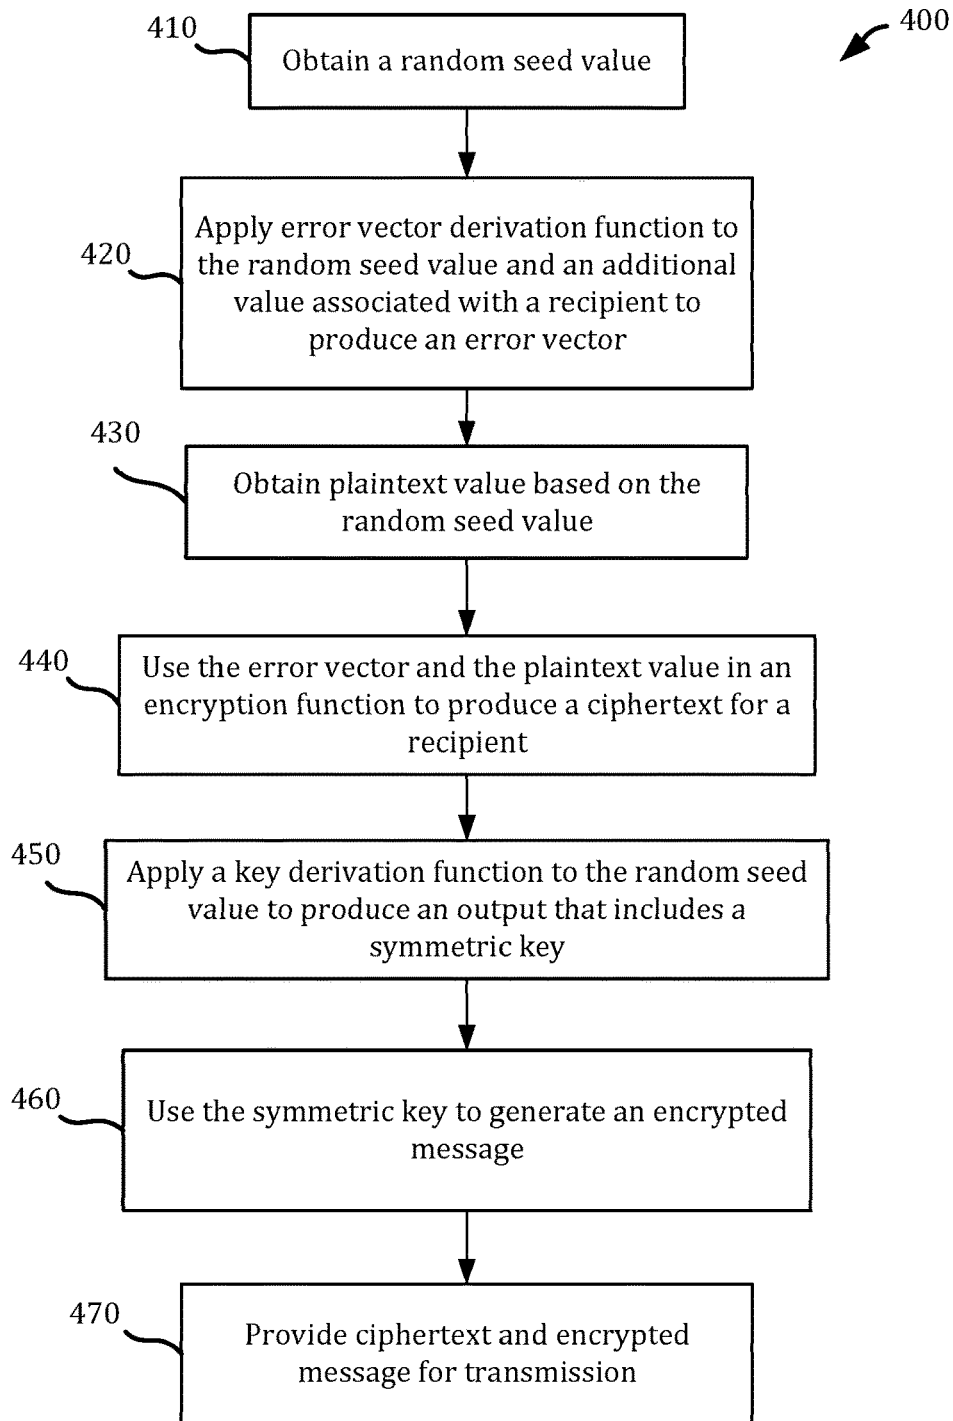 410
400
Obtain a random seed value
420
Apply error vector derivation function to
the random seed value and an additional
value associated with a recipient to
produce an error vector
430
Obtain plaintext value based on the
random seed value
440
Use the error vector and the plaintext value in an
encryption function to produce a ciphertext for a
recipient
450
Apply a key derivation function to the random seed
value to produce an output that includes a
symmetric key
460
Use the symmetric key to generate an encrypted
message
470
Provide ciphertext and encrypted
message for transmission